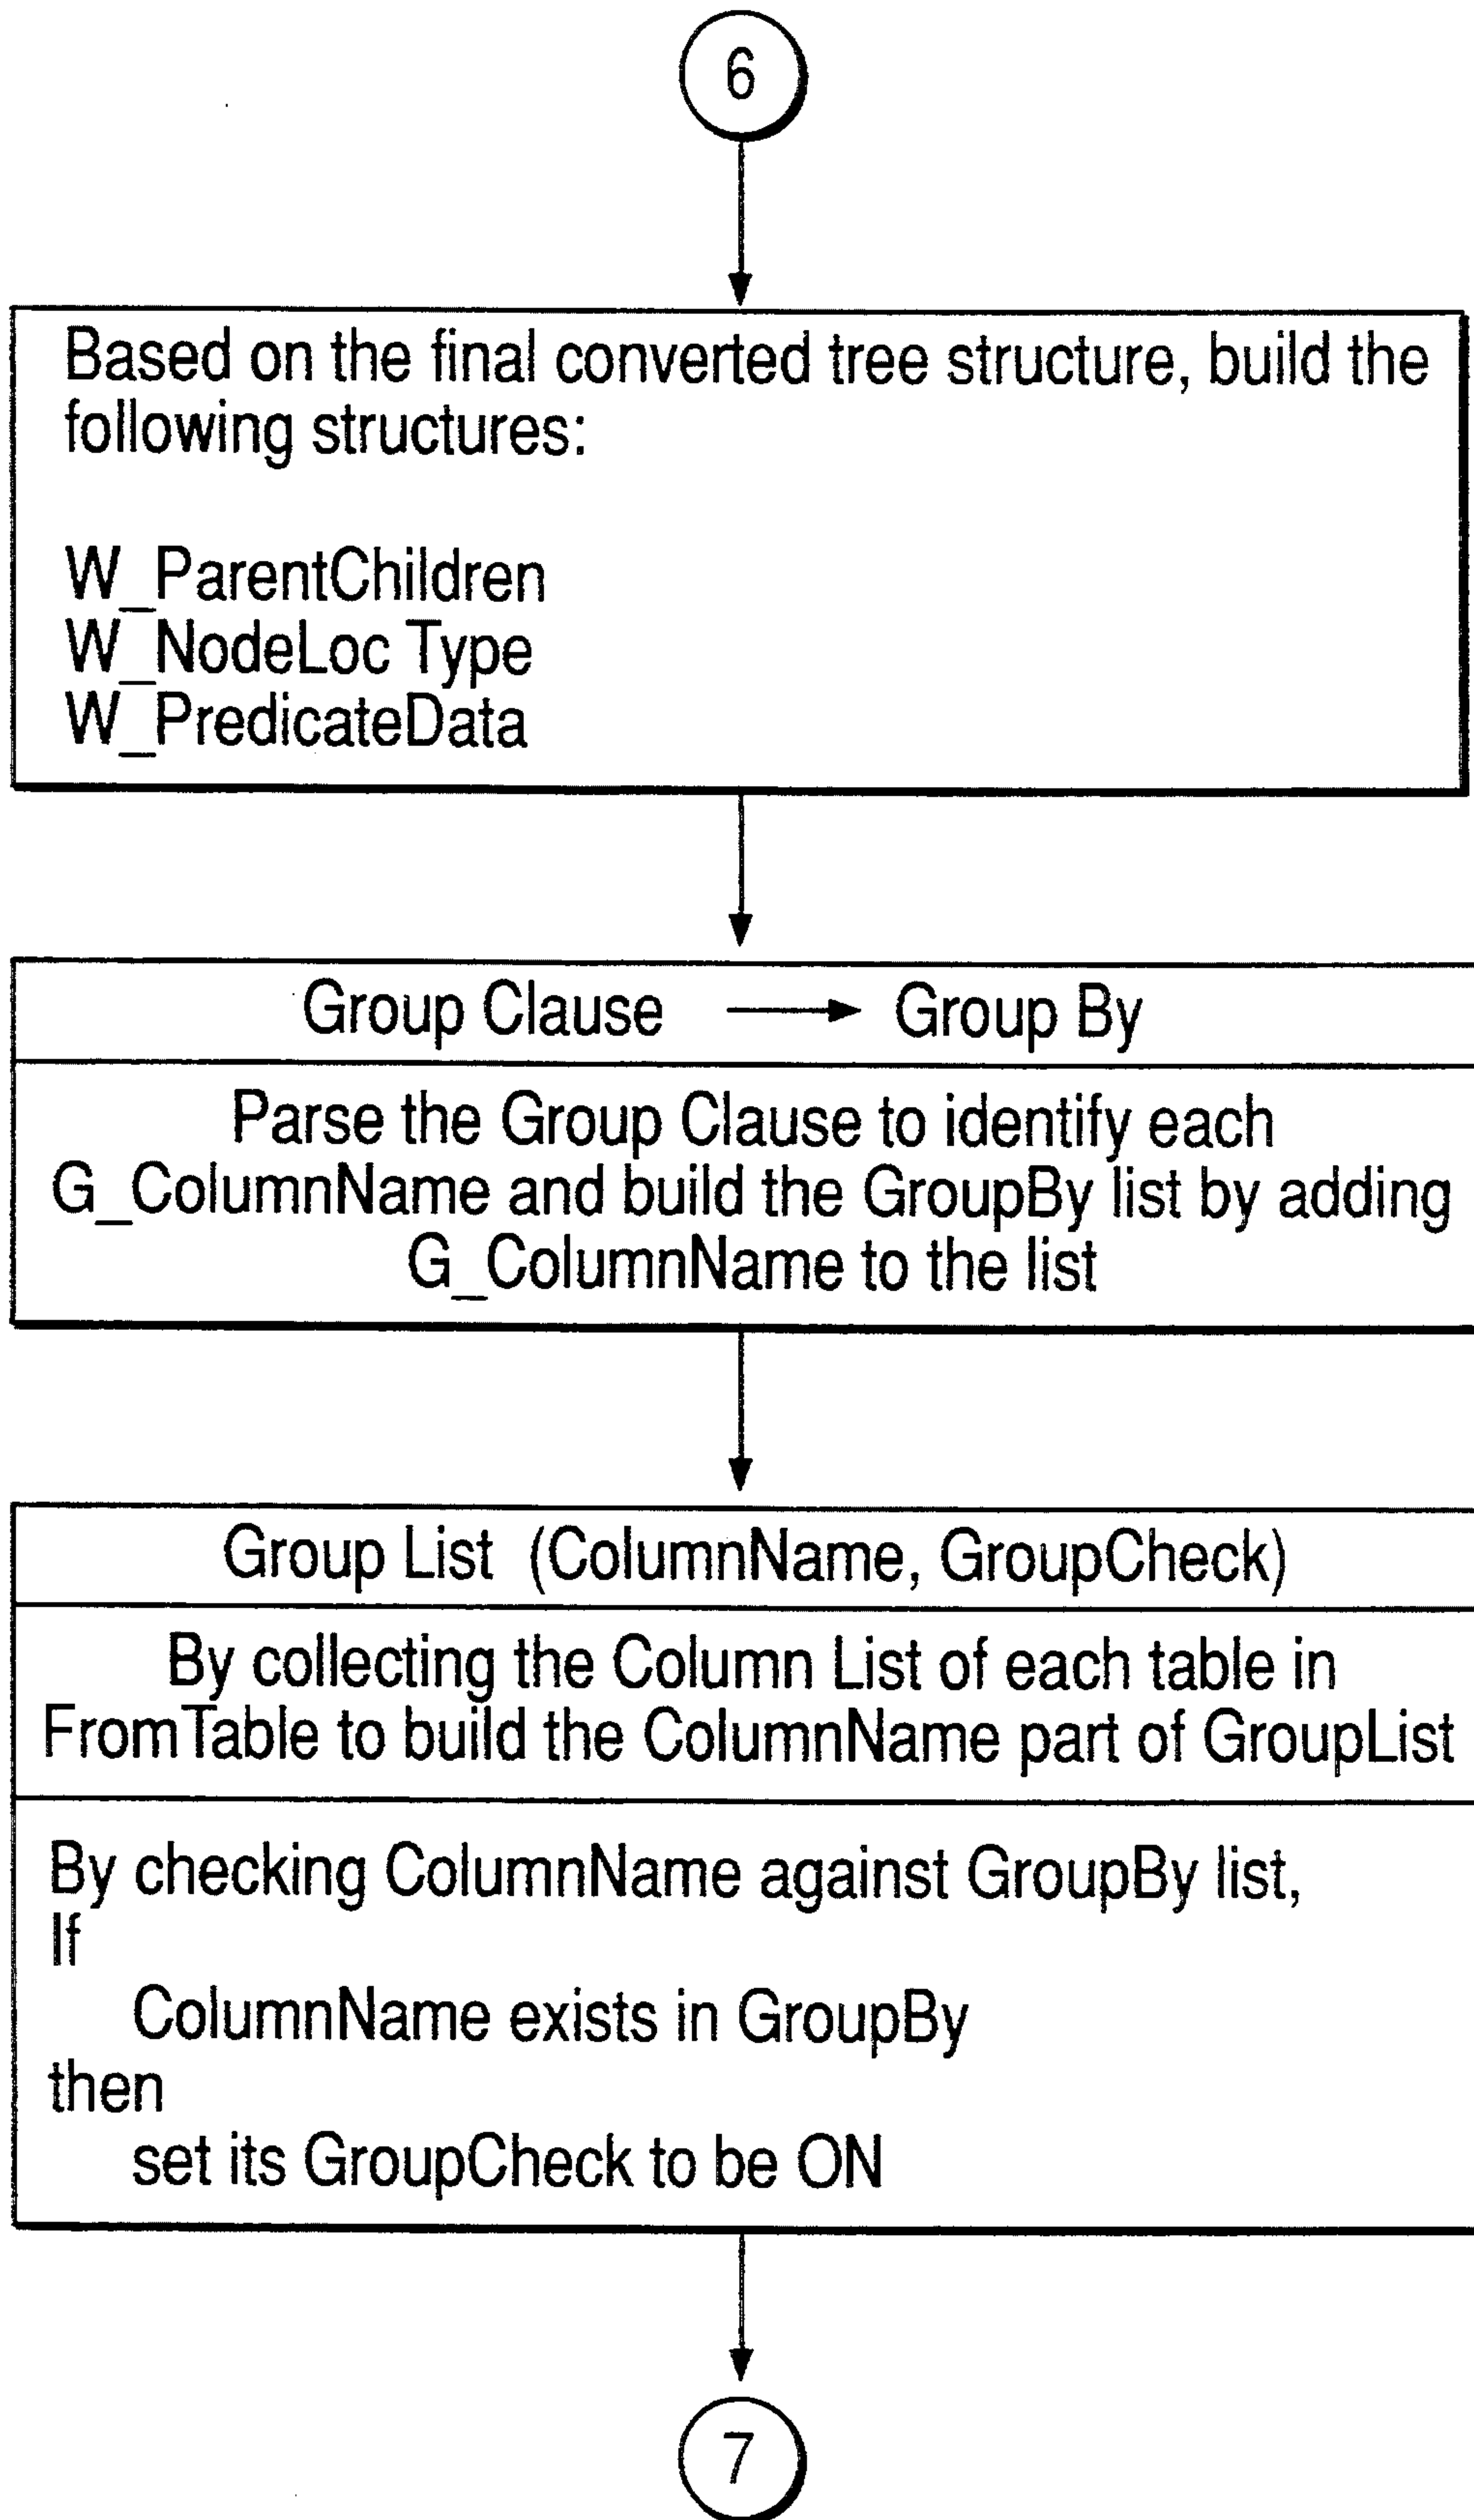 6
Based on the final converted tree structure, build the
following structures:
W_ParentChildren
W_NodeLoc Type
W_PredicateData
Group Clause → Group By
Parse the Group Clause to identify each
G_ColumnName and build the GroupBy list by adding
G_ColumnName to the list
Group List (ColumnName, GroupCheck)
By collecting the Column List of each table in
FromTable to build the ColumnName part of GroupList
By checking ColumnName against GroupBy list,
If
ColumnName exists in GroupBy
then
set its GroupCheck to be ON
7